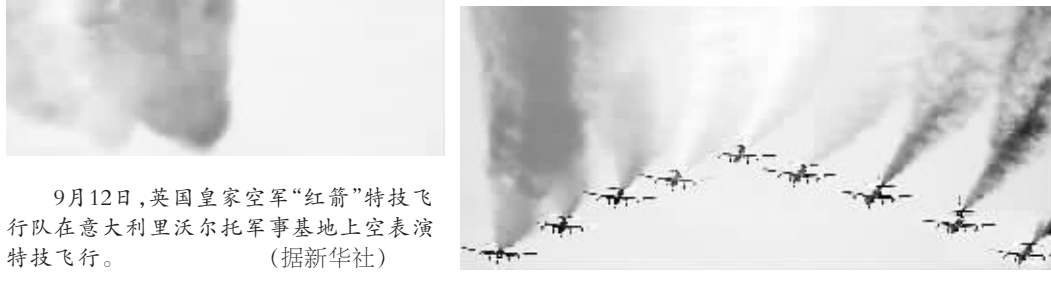 9月12日,英国皇家空军“红箭”特技飞
行队在意大利里沃尔托军事基地上空表演
特技飞行。 (据新华社)